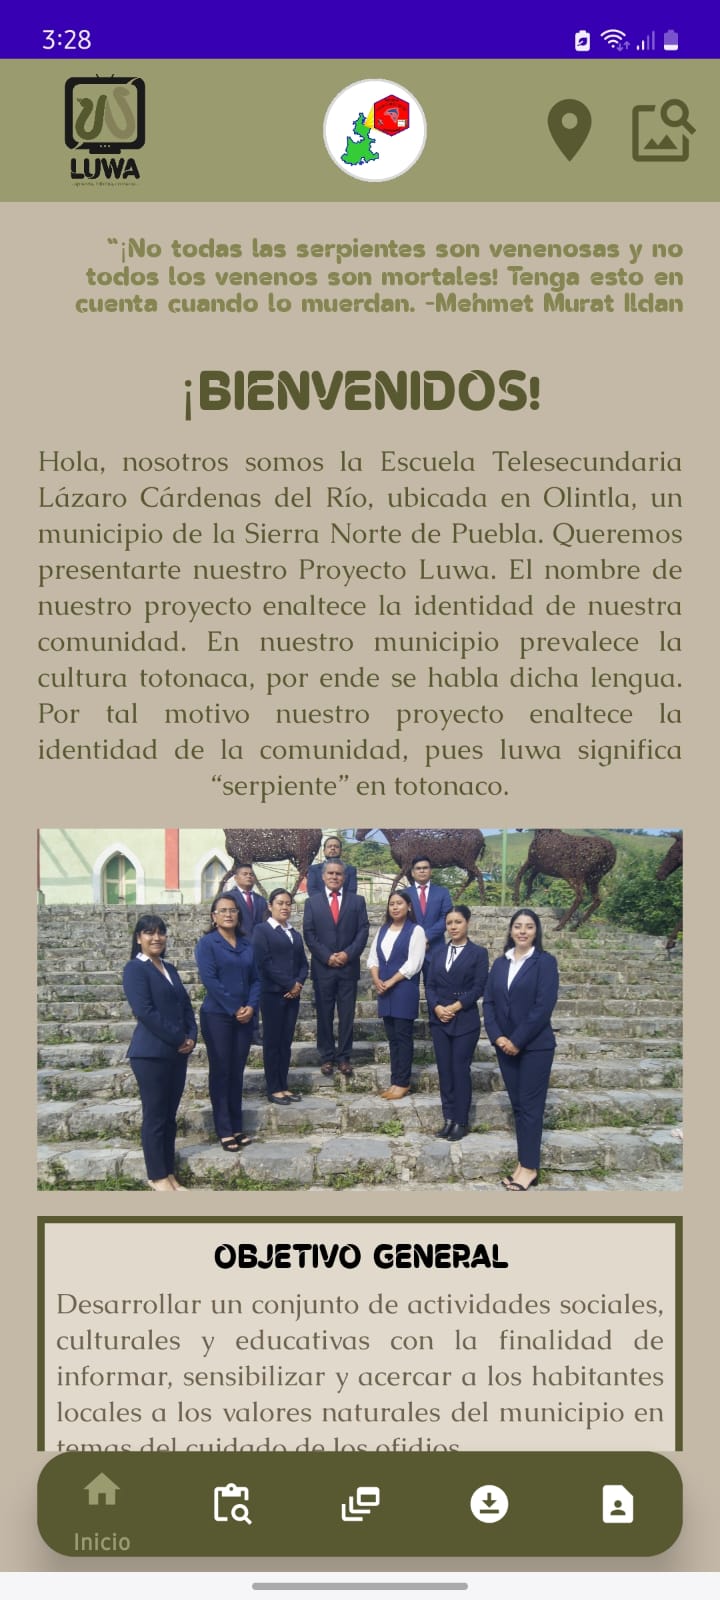 3:28
LUWA
“¡No todas las serpientes son venenosas y no
todos los venenos son mortales! Tenga esto en
cuenta cuando lo muerdan. -Mehmet Murat Ildan
¡BIENVENIDOS!
Hola, nosotros somos la Escuela Telesecundaria
Lázaro Cárdenas del Río, ubicada en Olintla, un
municipio de la Sierra Norte de Puebla. Queremos
presentarte nuestro Proyecto Luwa. El nombre de
nuestro proyecto enaltece la identidad de nuestra
comunidad. En nuestro municipio prevalece la
cultura totonaca, por ende se habla dicha lengua.
Por tal motivo nuestro proyecto enaltece la
identidad de la comunidad, pues luwa significa
“serpiente” en totonaco.
OBJETIVO GENERAL
Desarrollar un conjunto de actividades sociales,
culturales y educativas con la finalidad de
informar, sensibilizar y acercar a los habitantes
locales a los valores naturales del municipio en
temas del cuidado de los ofidios
Inicio